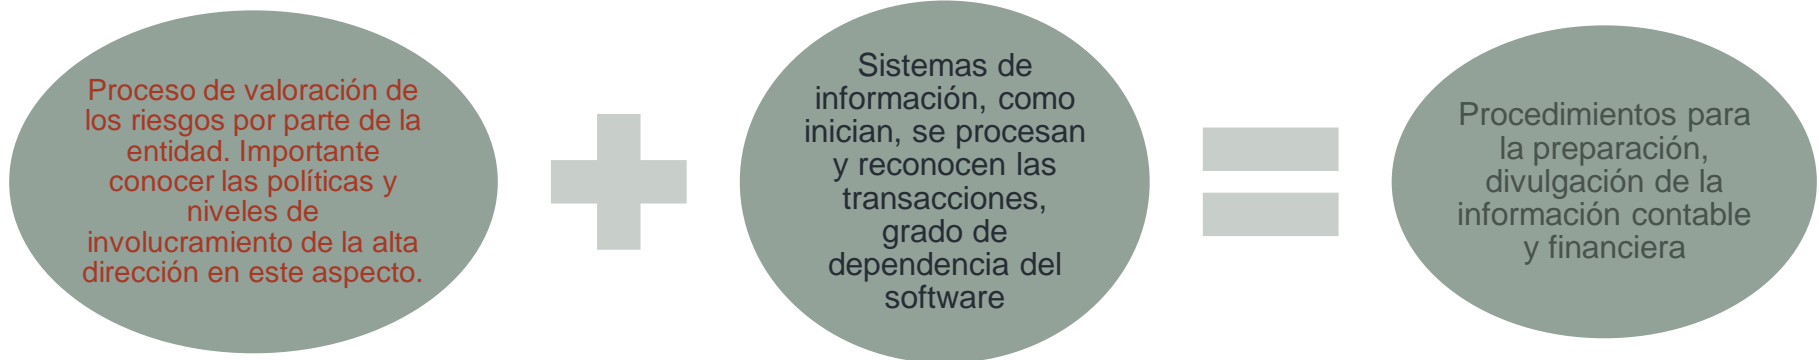 Proceso de valoración de
los riesgos por parte de la
entidad. Importante
conocer las políticas y
niveles de
involucramiento de la alta
dirección en este aspecto.
Sistemas de
información, como
inician, se procesan
y reconocen las
transacciones,
grado de
dependencia del
software
Procedimientos para
la preparación,
divulgación de la
información contable
y financiera